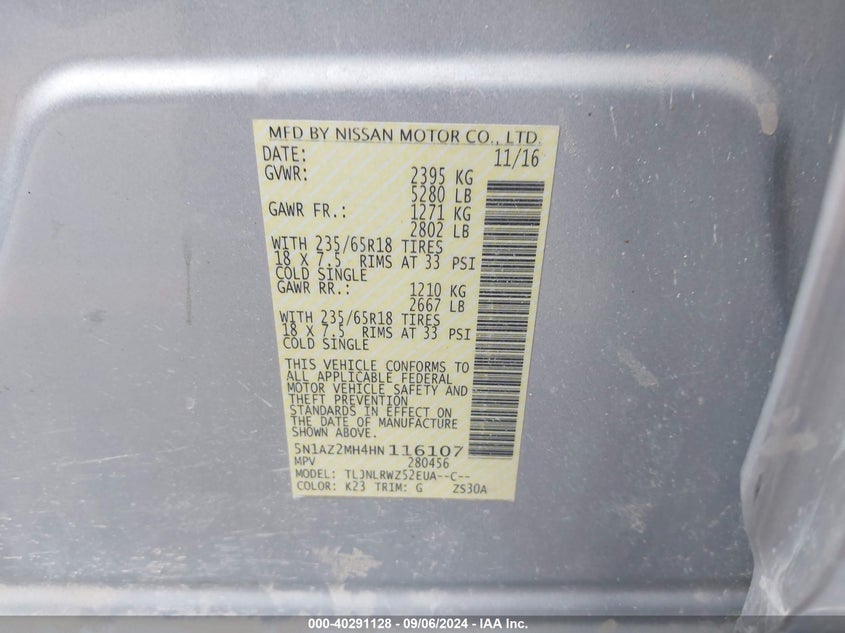 MFD BY NISSAN MOTOR CO., LTD.
DATE: 11/16
GVWR: 2395 KG
5280 LB
GAWR FR.: 1271 KG
2802 LB
WITH 235/65R18 TIRES
18 X 7.5 RIMS AT 33 PSI
COLD SINGLE
GAWR RR.: 1210 KG
2667 LB
WITH 235/65R18 TIRES
18 X 7.5 RIMS AT 33 PSI
COLD SINGLE
THIS VEHICLE CONFORMS TO
ALL APPLICABLE FEDERAL
MOTOR VEHICLE SAFETY AND
THEFT PREVENTION
STANDARDS IN EFFECT ON
THE DATE OF MANUFACTURE
SHOWN ABOVE.
5N1AZ2MH4HN116107
MPV 280456
MODEL: TLJNLRWZ52EUA--C--
COLOR: K23 TRIM: G ZS30A
000-40291128 - 09/06/2024 - IAA Inc.